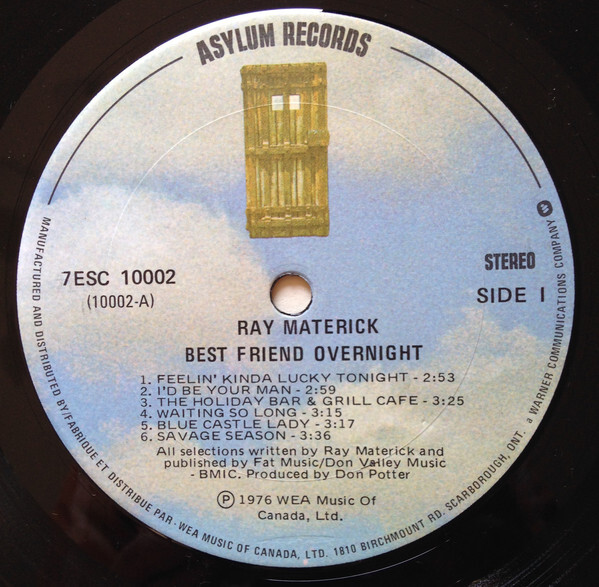 ASYLUM RECORDS
7ESC 10002
(10002-A)
STEREO
SIDE I
RAY MATERICK
BEST FRIEND OVERNIGHT
1. FEELIN' KINDA LUCKY TONIGHT - 2:53
2. I'D BE YOUR MAN - 2:59
3. THE HOLIDAY BAR & GRILL CAFE - 3:25
4. WAITING SO LONG - 3:15
5. BLUE CASTLE LADY - 3:17
6. SAVAGE SEASON - 3:36
All selections written by Ray Materick and
published by Fat Music/Don Valley Music
- BMIC. Produced by Don Potter
Ⓟ 1976 WEA Music Of
Canada, Ltd.
MANUFACTURED AND DISTRIBUTED BY/FABRIQUE ET DISTRIBUE PAR · WEA MUSIC OF CANADA, LTD. 1810 BIRCHMOUNT RD. SCARBOROUGH, ONT. a WARNER COMMUNICATIONS COMPANY